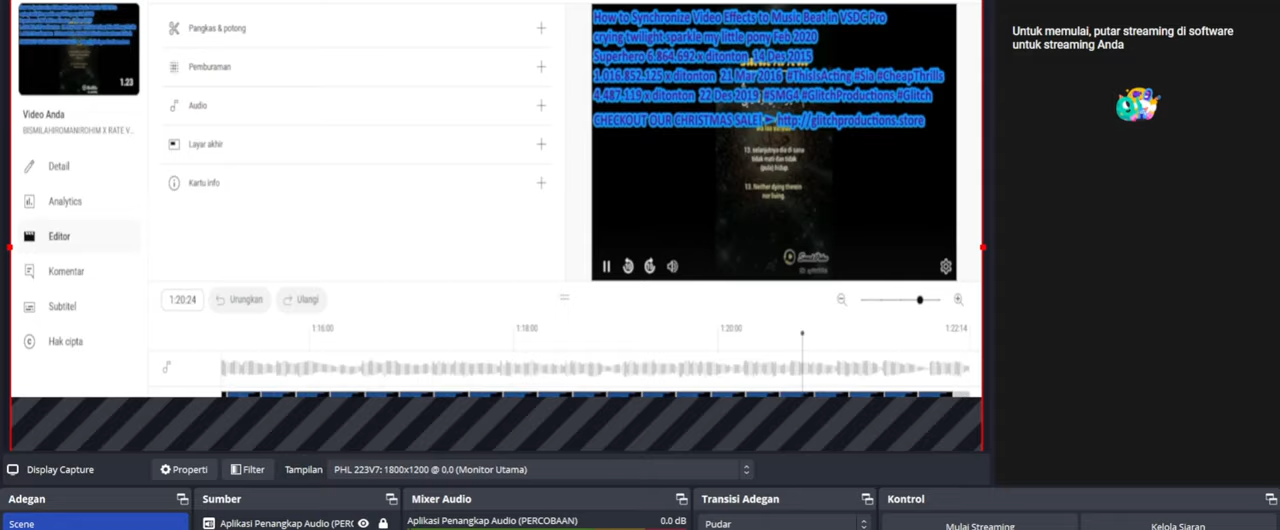 1:23
Video Anda
BISMILAHIROMANIROHIM X RATE V...
Detail
Analytics
Editor
Komentar
Subtitel
Hak cipta
Pangkas & potong
Pemburaman
Audio
Layar akhir
Kartu info
How to Synchronize Video Effects to Music Beat in VSDC Pro
crying twilight sparkle my little pony Feb 2020
Superhero 6.864.692 x ditonton 14 Des 2015
1.016.852.125 x ditonton 21 Mar 2016 #ThisIsActing #Sia #CheapThrills
4.487.119 x ditonton 22 Des 2019 #SMG4 #GlitchProductions #Glitch
CHECKOUT OUR CHRISTMAS SALE! ➢ http://glitchproductions.store
13. selanjutnya dia di sana
tidak mati dan tidak
(pula) hidup.
13. Neither dying therein
nor living.
1:20:24
Urungkan
Ulangi
1:16:00
1:18:00
1:20:00
1:22:14
Untuk memulai, putar streaming di software
untuk streaming Anda
Display Capture
Properti
Filter
Tampilan
PHL 223V7: 1800x1200 @ 0,0 (Monitor Utama)
Adegan
Sumber
Mixer Audio
Transisi Adegan
Kontrol
Scene
Aplikasi Penangkap Audio (PERC
Aplikasi Penangkap Audio (PERCOBAAN)
0.0 dB
Pudar
Mulai Streaming
Kelola Siaran